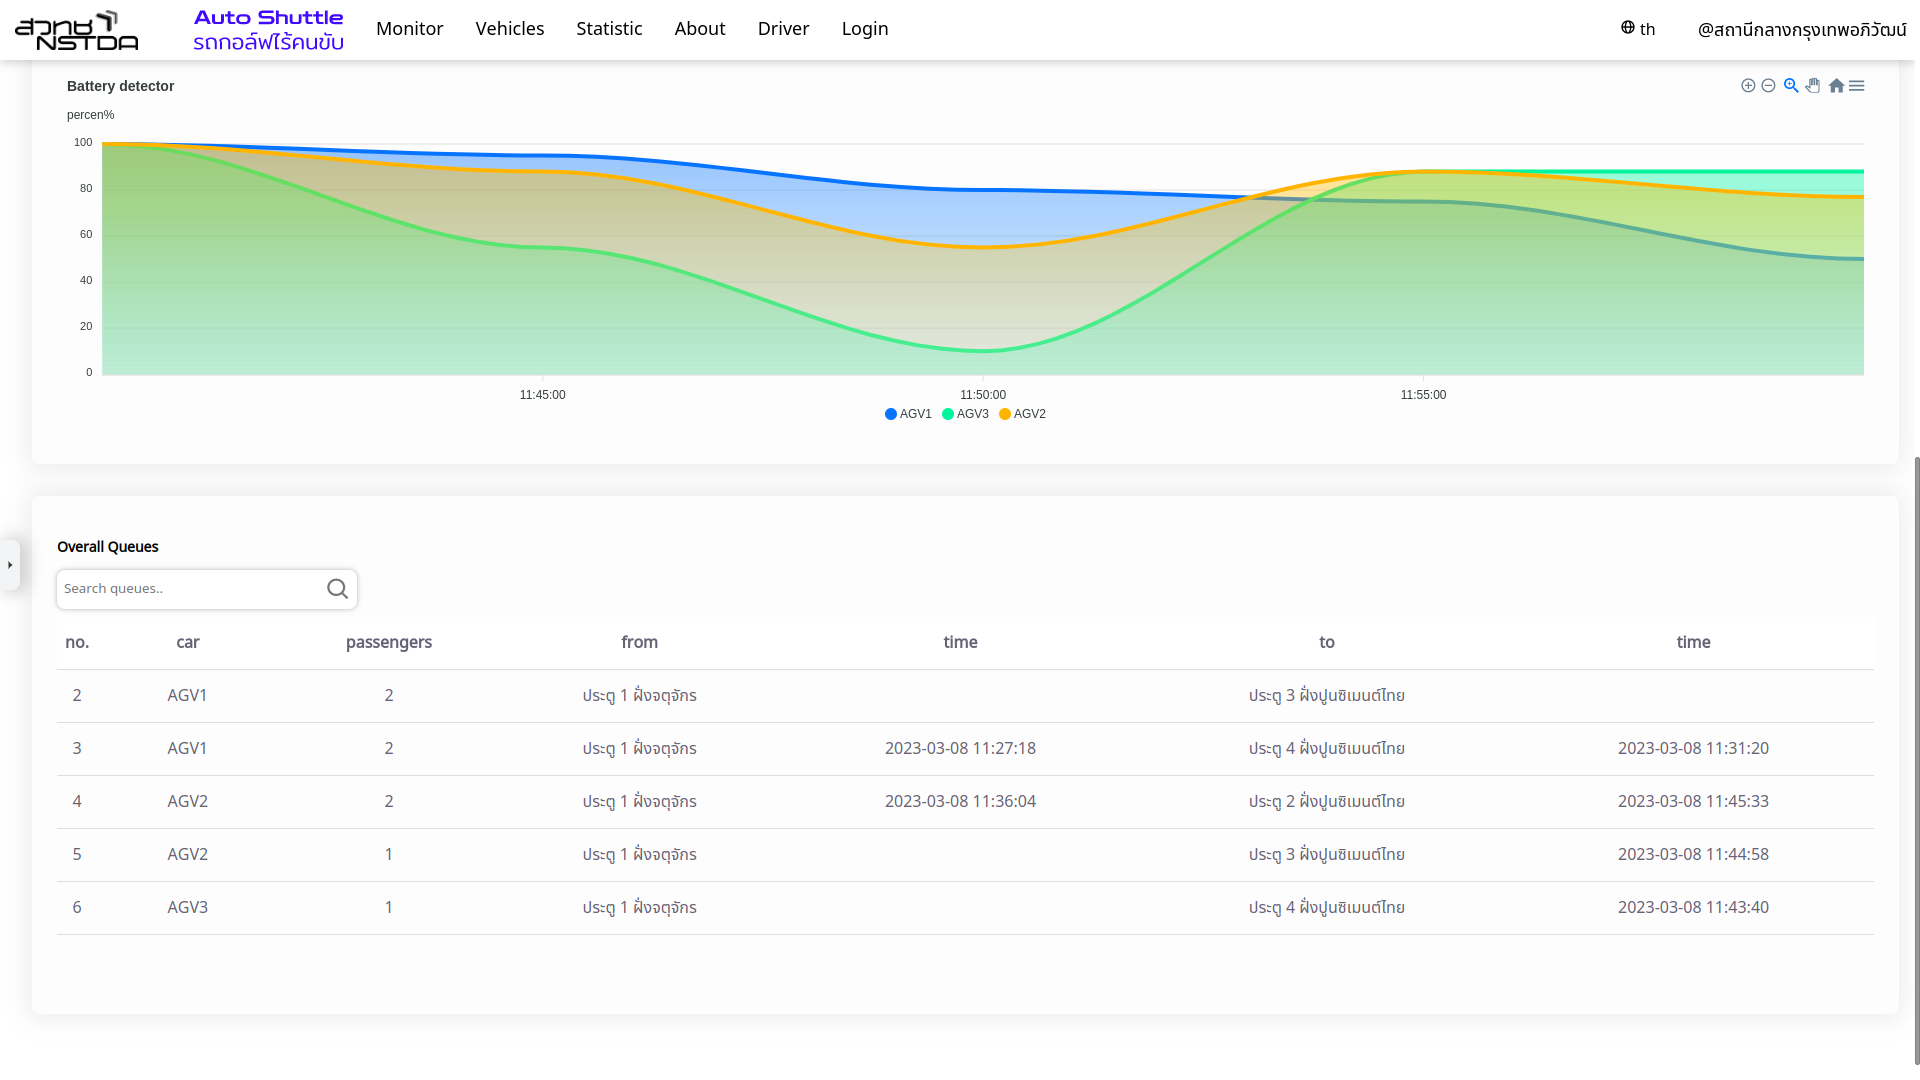 สวทช
NSTDA
Auto Shuttle
รถกอล์ฟไร้คนขับ
Monitor Vehicles Statistic About Driver Login
th
@สถานีกลางกรุงเทพอภิวัฒน์
Battery detector
percen%
100
80
60
40
20
0
11:45:00 11:50:00 11:55:00
AGV1 AGV3 AGV2
Overall Queues
Search queues..
no. car passengers from time to time
2 AGV1 2 ประตู 1 ฝั่งจตุจักร ประตู 3 ฝั่งปูนซิเมนต์ไทย
3 AGV1 2 ประตู 1 ฝั่งจตุจักร 2023-03-08 11:27:18 ประตู 4 ฝั่งปูนซิเมนต์ไทย 2023-03-08 11:31:20
4 AGV2 2 ประตู 1 ฝั่งจตุจักร 2023-03-08 11:36:04 ประตู 2 ฝั่งปูนซิเมนต์ไทย 2023-03-08 11:45:33
5 AGV2 1 ประตู 1 ฝั่งจตุจักร ประตู 3 ฝั่งปูนซิเมนต์ไทย 2023-03-08 11:44:58
6 AGV3 1 ประตู 1 ฝั่งจตุจักร ประตู 4 ฝั่งปูนซิเมนต์ไทย 2023-03-08 11:43:40